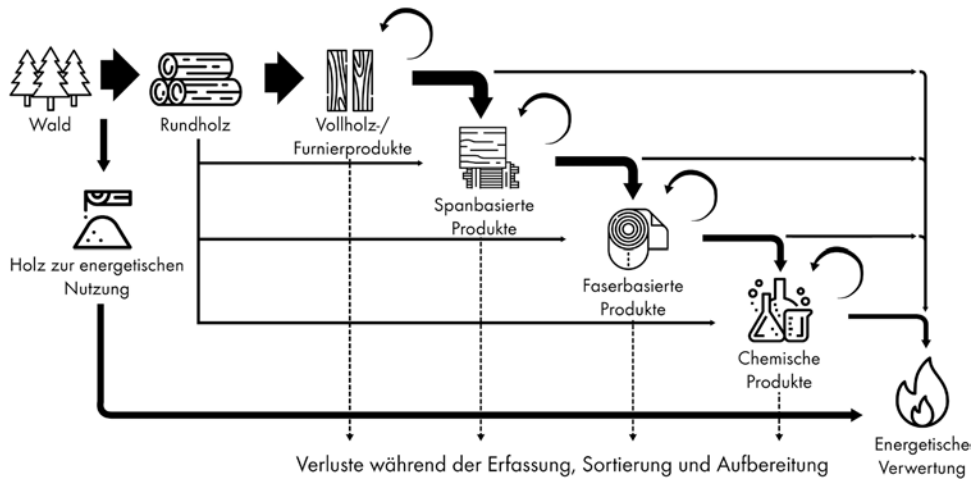 Wald
Rundholz
Vollholz-/
Furnierprodukte
Spanbasierte
Produkte
Holz zur energetischen
Nutzung
Faserbasierte
Produkte
Chemische
Produkte
Energetische
Verwertung
Verluste während der Erfassung, Sortierung und Aufbereitung